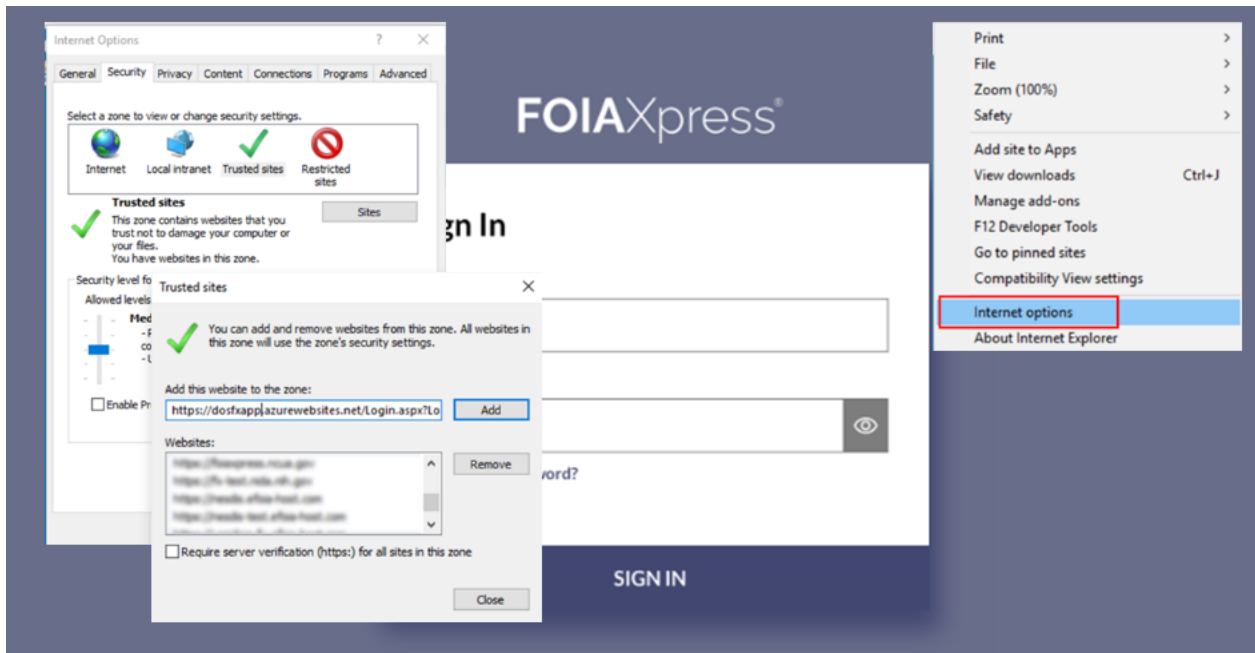 Internet Options
?
General Security Privacy Content Connections Programs Advanced
Select a zone to view or change security settings.
Internet
Local intranet
Trusted sites
Restricted
sites
Trusted sites
Sites
This zone contains websites that you
trust not to damage your computer or
your files.
You have websites in this zone.
Security level fo
Allowed levels
Med
Enable Pr
Trusted sites
You can add and remove websites from this zone. All websites in
this zone will use the zone's security settings.
Add this website to the zone:
https://dosfxapp.azurewebsites.net/Login.aspx?Lo
Add
Websites:
Remove
Require server verification (https:) for all sites in this zone
Close
FOIAXpress®
gn In
word?
SIGN IN
Print
File
Zoom (100%)
Safety
Add site to Apps
View downloads Ctrl+J
Manage add-ons
F12 Developer Tools
Go to pinned sites
Compatibility View settings
Internet options
About Internet Explorer